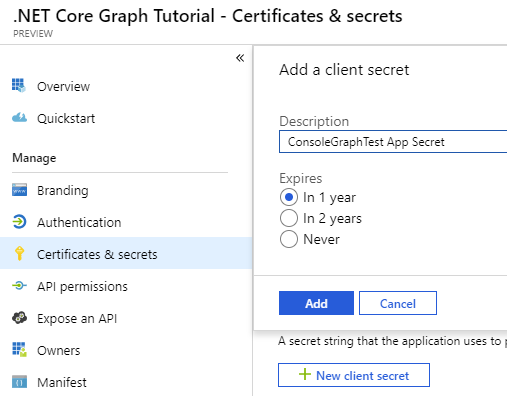 .NET Core Graph Tutorial - Certificates & secrets
PREVIEW
«
Overview
Quickstart
Manage
Branding
Authentication
Certificates & secrets
API permissions
Expose an API
Owners
Manifest
Add a client secret
Description
ConsoleGraphTest App Secret
Expires
In 1 year
In 2 years
Never
Add Cancel
A secret string that the application uses to
+ New client secret